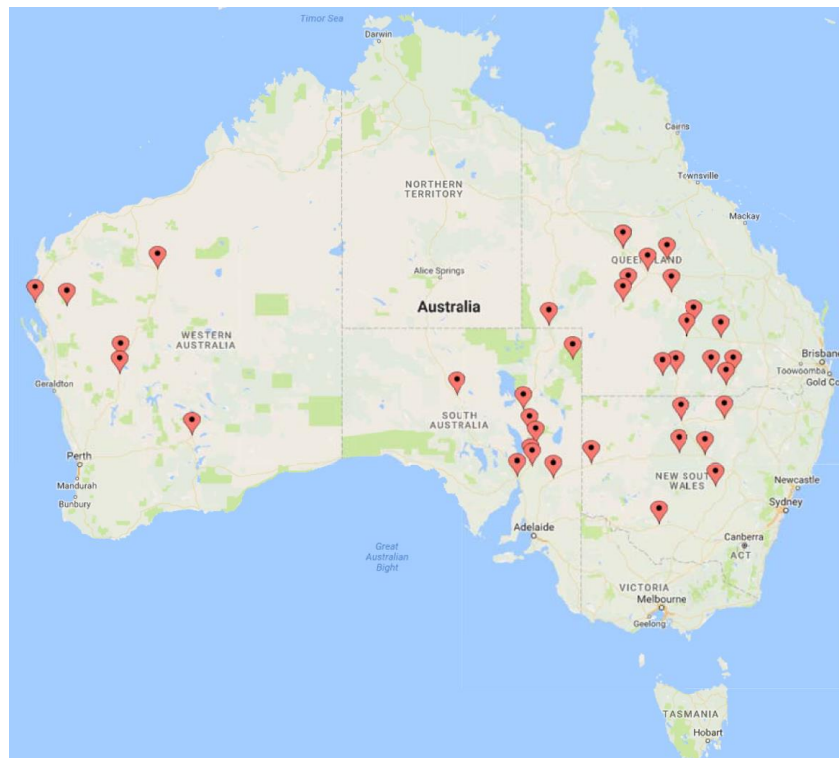 Timor Sea
Darwin
Cairns
Townsville
NORTHERN
TERRITORY
Mackay
QUEENSLAND
Alice Springs
Australia
WESTERN
AUSTRALIA
Brisban
Toowoomba
Gold Co
Geraldton
SOUTH
AUSTRALIA
Perth
Mandurah
Bunbury
NEW SOUTH
WALES
Newcastle
Sydney
Adelaide
Canberra
ACT
Great
Australian
Bight
VICTORIA
Melbourne
Geelong
TASMANIA
Hobart